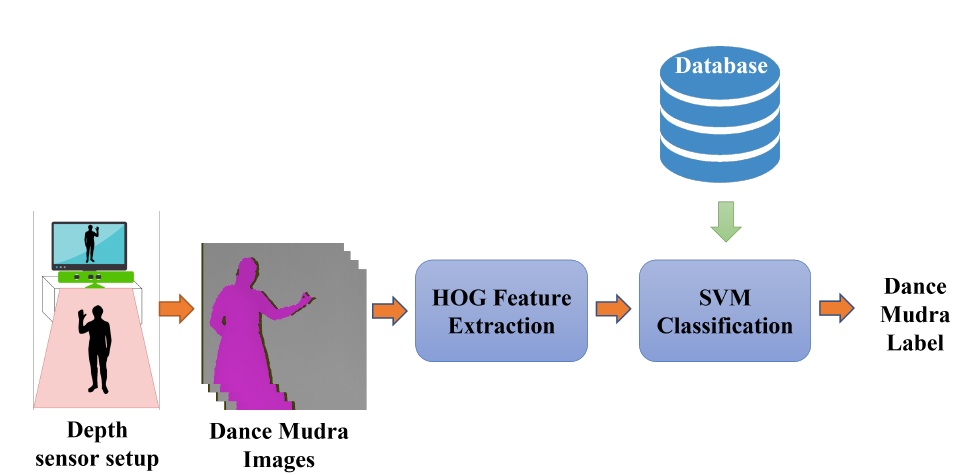 Database
HOG Feature
Extraction
SVM
Classification
Dance
Mudra
Label
Depth
sensor setup
Dance Mudra
Images